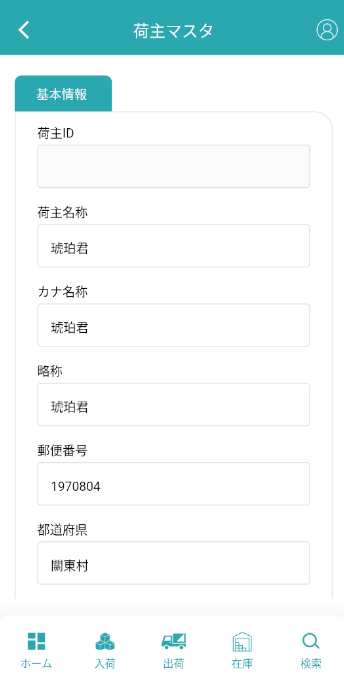 荷主マスタ
基本情報
荷主ID
荷主名称
琥珀君
カナ名称
琥珀君
略称
琥珀君
郵便番号
1970804
都道府県
關東村
ホーム
入荷
出荷
在庫
検索